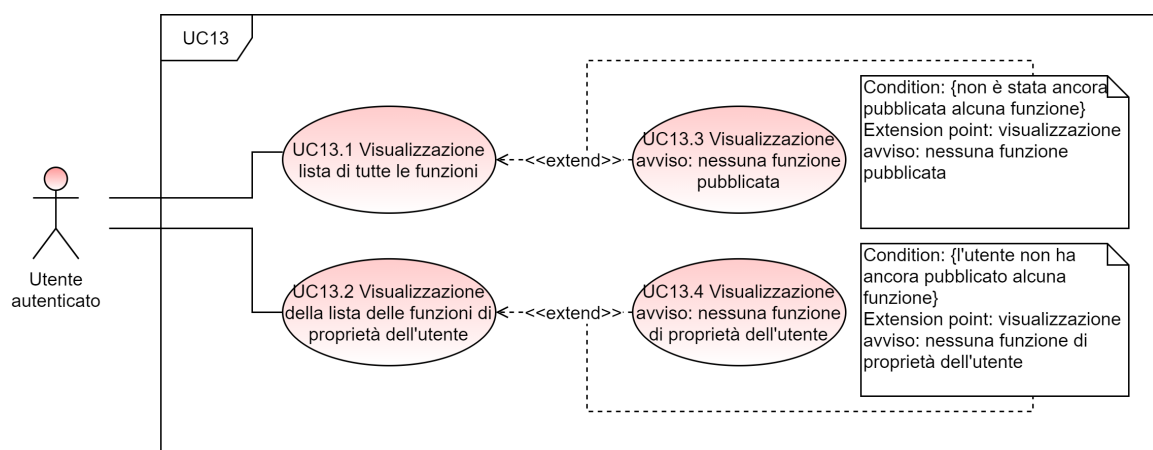 UC13
Utente
autenticato
UC13.1 Visualizzazione
lista di tutte le funzioni
<<extend>>
UC13.3 Visualizzazione
avviso: nessuna funzione
pubblicata
Condition: {non è stata ancora
pubblicata alcuna funzione}
Extension point: visualizzazione
avviso: nessuna funzione
pubblicata
UC13.2 Visualizzazione
della lista delle funzioni di
proprietà dell'utente
<<extend>>
UC13.4 Visualizzazione
avviso: nessuna funzione
di proprietà dell'utente
Condition: {l'utente non ha
ancora pubblicato alcuna
funzione}
Extension point: visualizzazione
avviso: nessuna funzione di
proprietà dell'utente